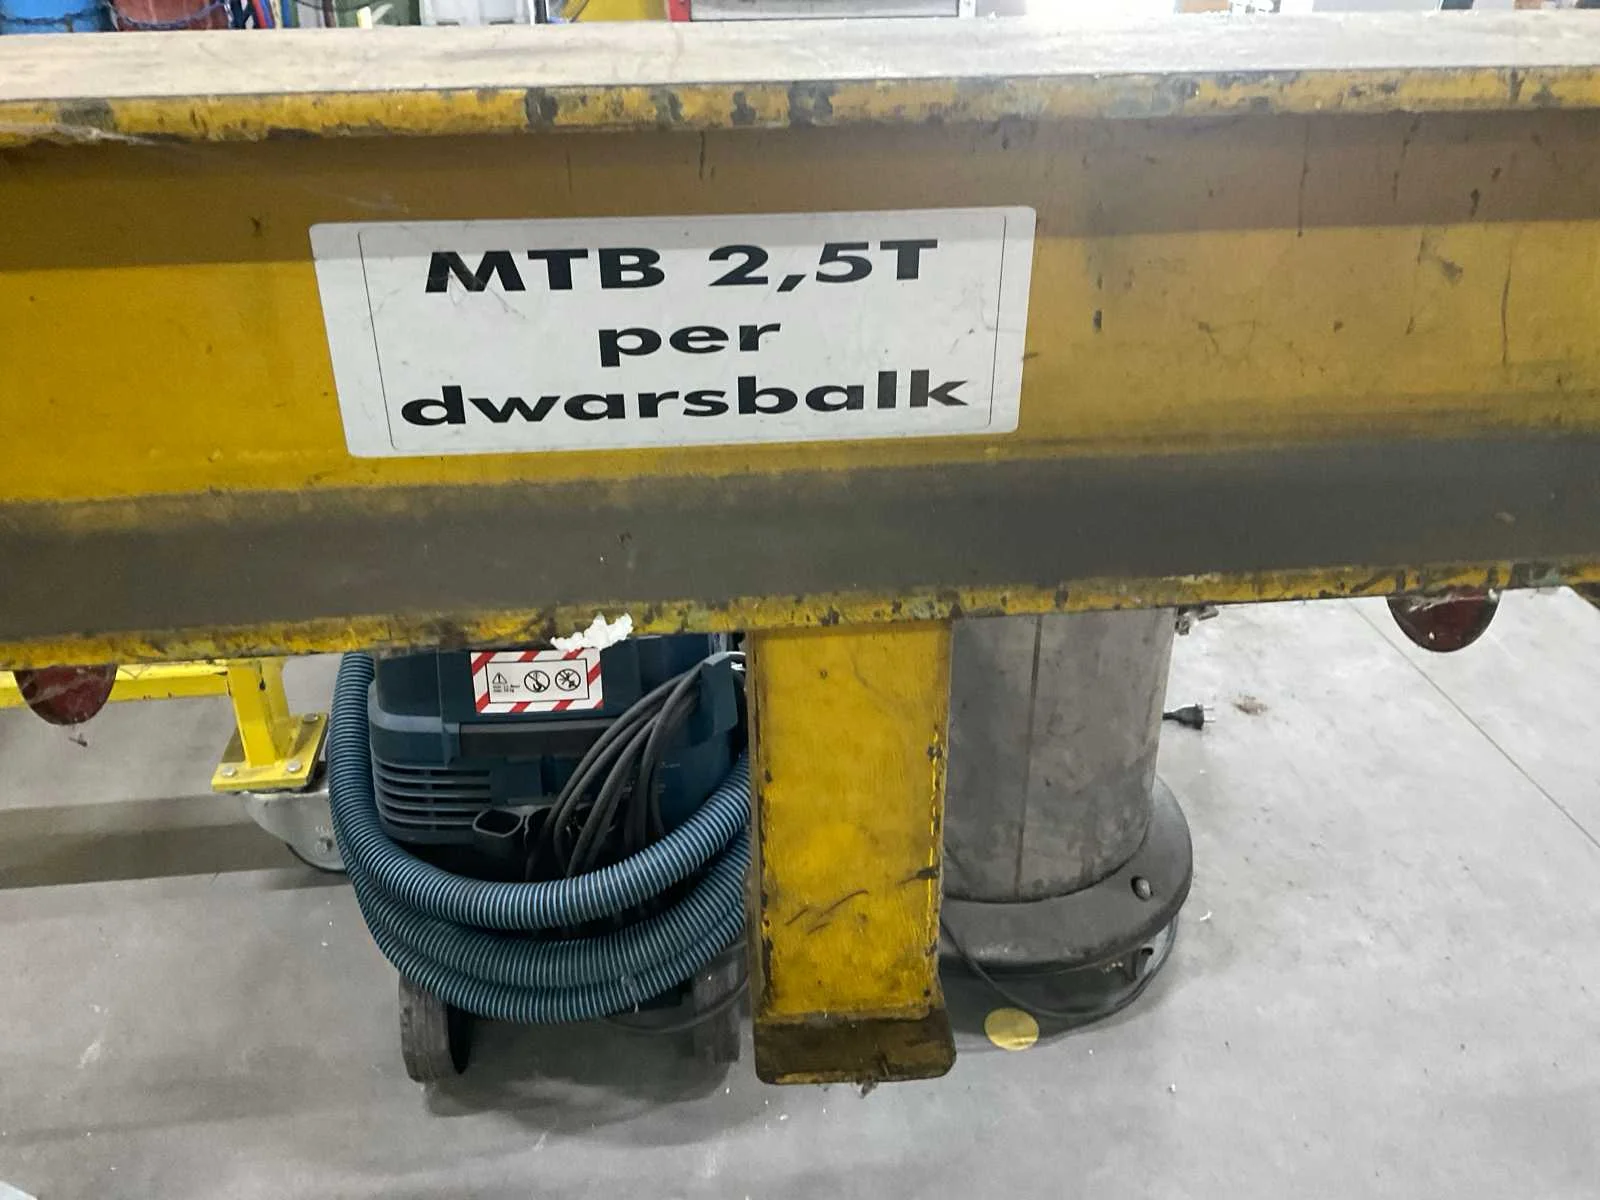 MTB 2,5T
per
dwarsbalk